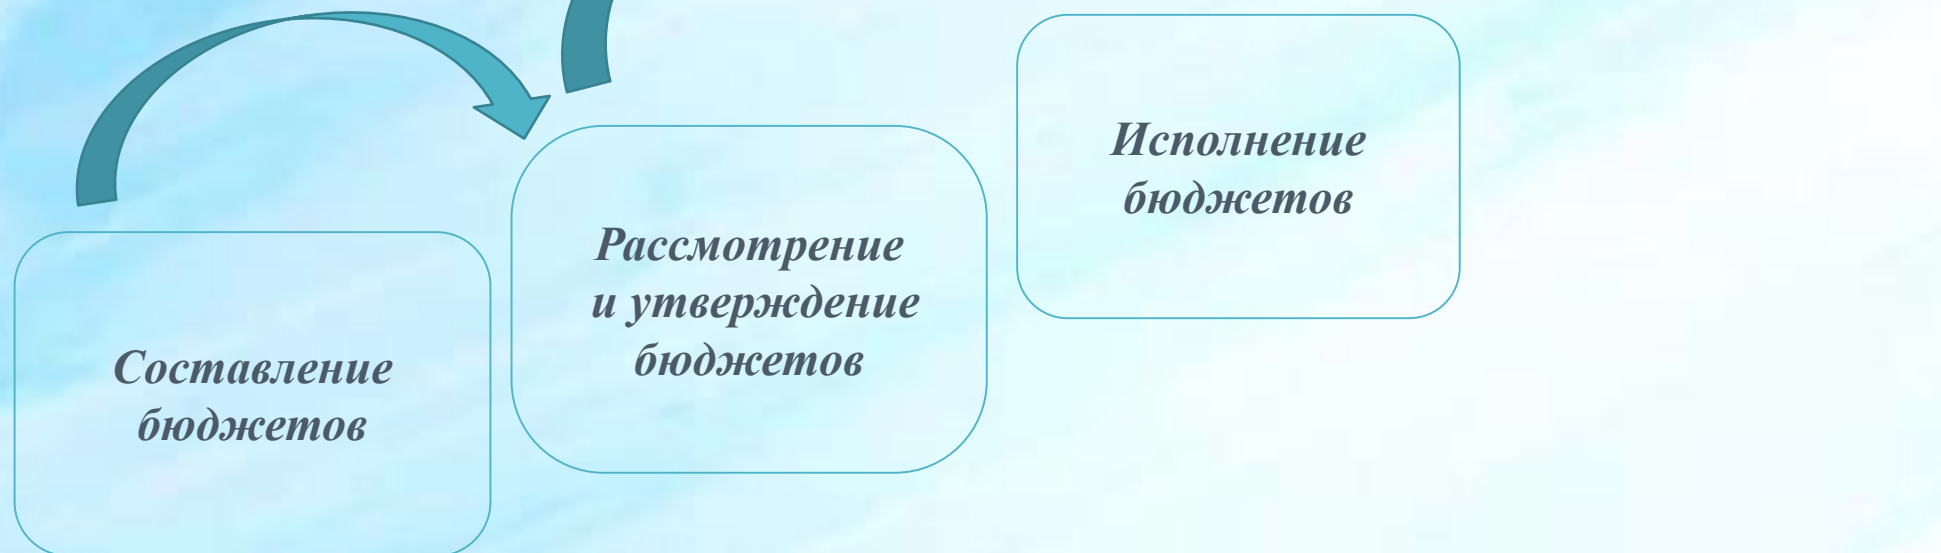 Составление
бюджетов
Рассмотрение
и утверждение
бюджетов
Исполнение
бюджетов